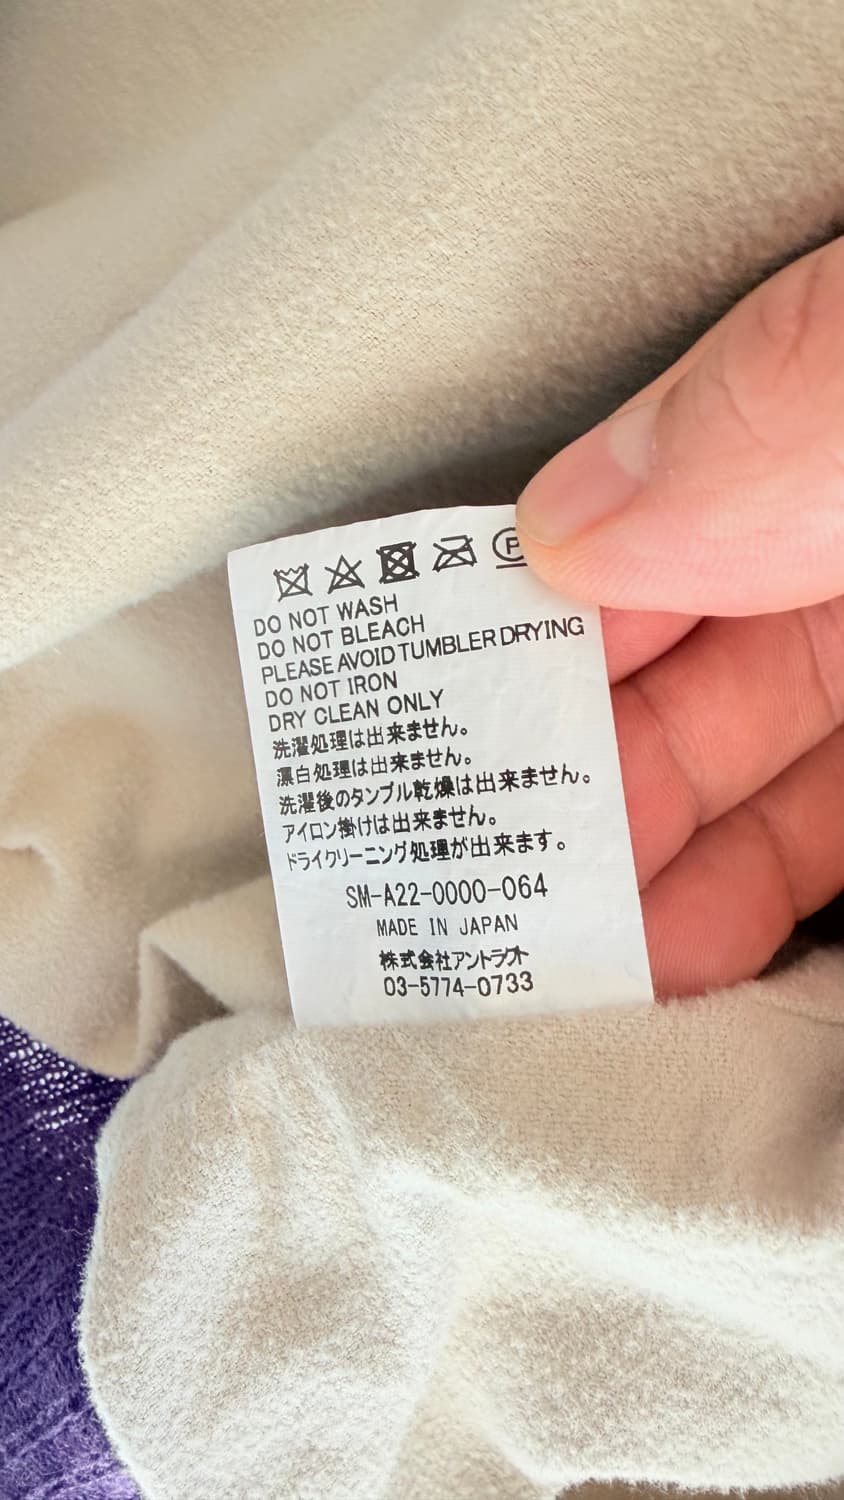 P
DO NOT WASH
DO NOT BLEACH
PLEASE AVOID TUMBLER DRYING
DO NOT IRON
DRY CLEAN ONLY
洗濯処理は出来ません。
漂白処理は出来ません。
洗濯後のタンブル乾燥は出来ません。
アイロン掛けは出来ません。
ドライクリーニング処理が出来ます。
SM-A22-0000-064
MADE IN JAPAN
株式会社アントラクト
03-5774-0733